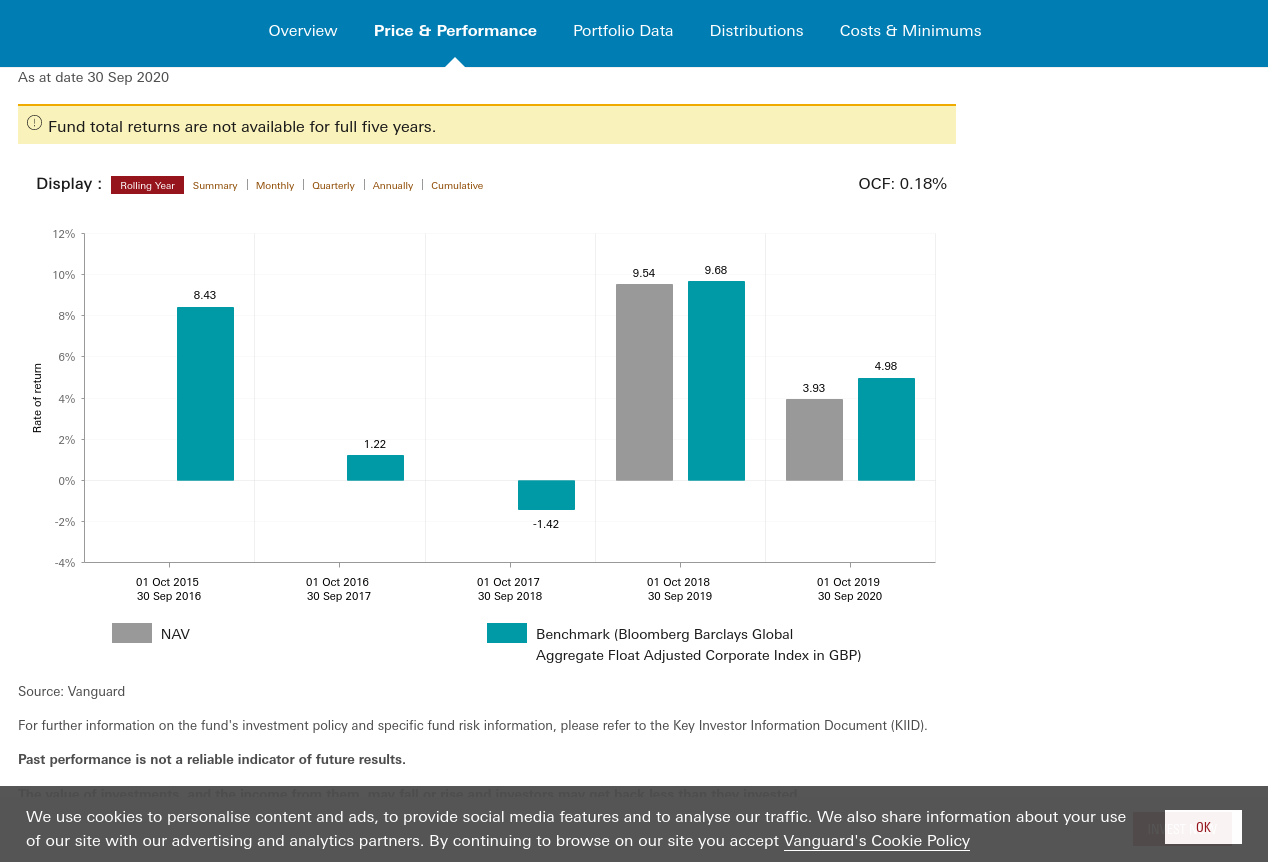 Overview Price & Performance Portfolio Data Distributions Costs & Minimums
As at date 30 Sep 2020
Fund total returns are not available for full five years.
Display : Rolling Year Summary Monthly Quarterly Annually Cumulative OCF: 0.18%
12%
10%
8%
6%
4%
2%
0%
-2%
-4%
Rate of return
8.43
1.22
-1.42
9.54
9.68
3.93
4.98
01 Oct 2015
30 Sep 2016
01 Oct 2016
30 Sep 2017
01 Oct 2017
30 Sep 2018
01 Oct 2018
30 Sep 2019
01 Oct 2019
30 Sep 2020
NAV
Benchmark (Bloomberg Barclays Global
Aggregate Float Adjusted Corporate Index in GBP)
Source: Vanguard
For further information on the fund's investment policy and specific fund risk information, please refer to the Key Investor Information Document (KIID).
Past performance is not a reliable indicator of future results.
The value of investments, and the income from them, may fall or rise and investors may get back less than they invested.
We use cookies to personalise content and ads, to provide social media features and to analyse our traffic. We also share information about your use
of our site with our advertising and analytics partners. By continuing to browse on our site you accept Vanguard's Cookie Policy
OK